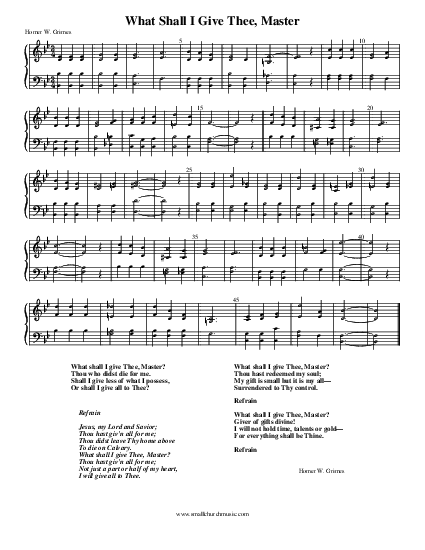 What Shall I Give Thee, Master
Homer W. Grimes
5
10
15
20
25
30
35
40
45
What shall I give Thee, Master?
Thou who didst die for me.
Shall I give less of what I possess,
Or shall I give all to Thee?
Refrain
Jesus, my Lord and Savior;
Thou hast giv'n all for me;
Thou didst leave Thy home above
To die on Calvary.
What shall I give Thee, Master?
Thou hast giv'n all for me;
Not just a part or half of my heart,
I will give all to Thee.
What shall I give Thee, Master?
Thou hast redeemed my soul;
My gift is small but it is my all—
Surrendered to Thy control.
Refrain
What shall I give Thee, Master?
Giver of gifts divine!
I will not hold time, talents or gold—
For everything shall be Thine.
Refrain
Homer W. Grimes
www.smallchurchmusic.com